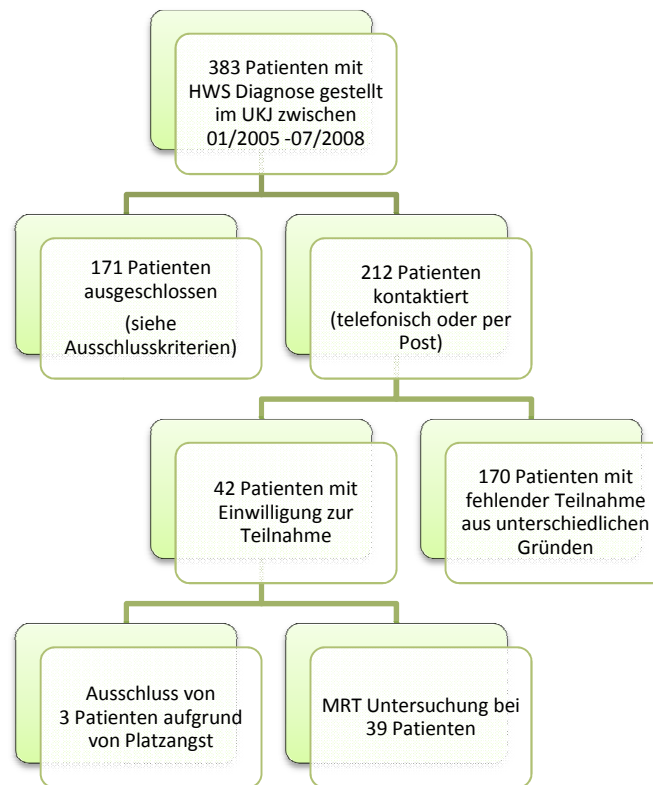 383 Patienten mit
HWS Diagnose gestellt
im UKJ zwischen
01/2005 -07/2008
171 Patienten
ausgeschlossen
(siehe
Ausschlusskriterien)
212 Patienten
kontaktiert
(telefonisch oder per
Post)
42 Patienten mit
Einwilligung zur
Teilnahme
170 Patienten mit
fehlender Teilnahme
aus unterschiedlichen
Gründen
Ausschluss von
3 Patienten aufgrund
von Platzangst
MRT Untersuchung bei
39 Patienten